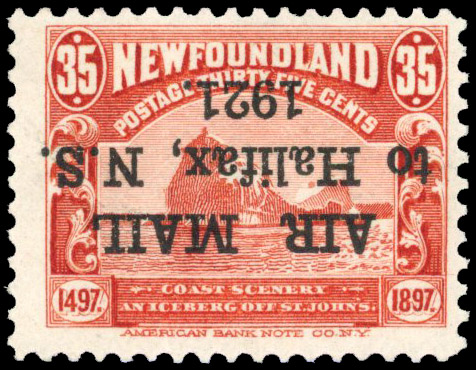 35 NEWFOUNDLAND 35
POSTAGE THIRTY FIVE CENTS
AIR MAIL
to Halifax, N.S.
1921.
COAST SCENERY
AN ICEBERG OFF ST. JOHNS.
1497. 1897.
AMERICAN BANK NOTE CO. N.Y.